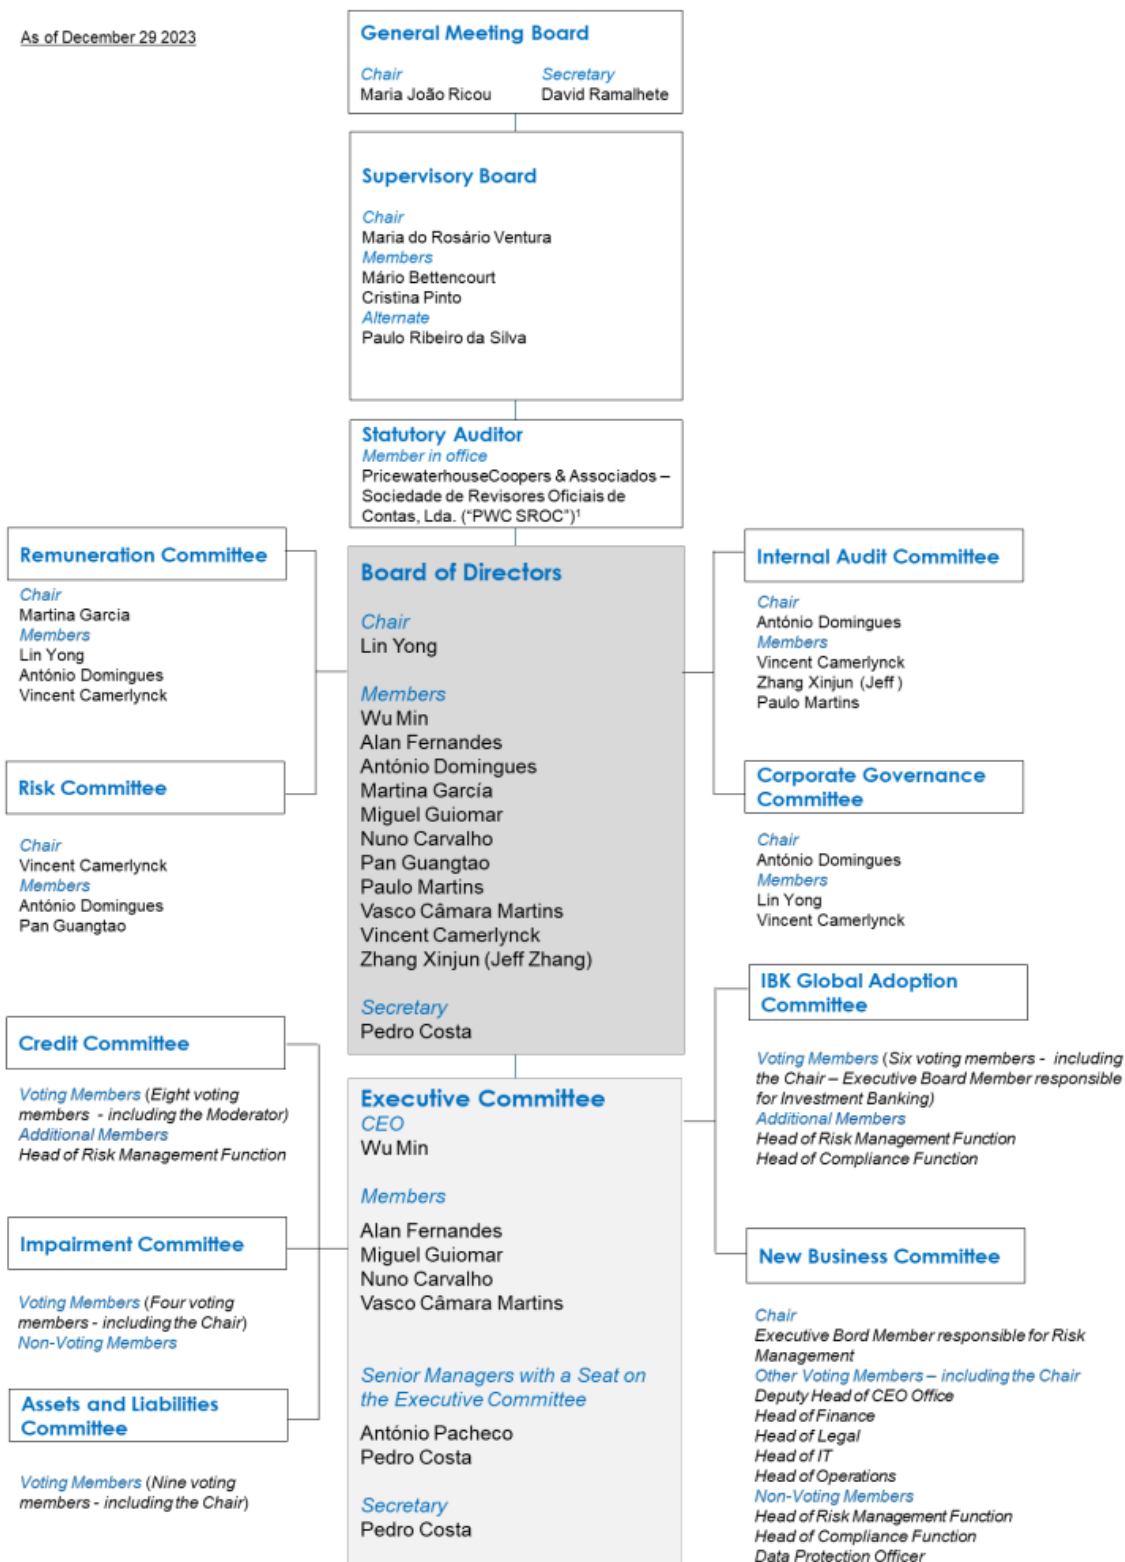 As of December 29 2023
General Meeting Board
Chair
Secretary
Maria João Ricou
David Ramalhete
Supervisory Board
Chair
Maria do Rosário Ventura
Members
Mário Bettencourt
Cristina Pinto
Alternate
Paulo Ribeiro da Silva
Statutory Auditor
Member in office
PricewaterhouseCoopers & Associados –
Sociedade de Revisores Oficiais de
Contas, Lda. (“PWC SROC”)¹
Remuneration Committee
Chair
Martina Garcia
Members
Lin Yong
António Domingues
Vincent Camerlynck
Risk Committee
Chair
Vincent Camerlynck
Members
António Domingues
Pan Guangtao
Board of Directors
Chair
Lin Yong
Members
Wu Min
Alan Fernandes
António Domingues
Martina García
Miguel Guiomar
Nuno Carvalho
Pan Guangtao
Paulo Martins
Vasco Câmara Martins
Vincent Camerlynck
Zhang Xinjun (Jeff Zhang)
Secretary
Pedro Costa
Internal Audit Committee
Chair
António Domingues
Members
Vincent Camerlynck
Zhang Xinjun (Jeff )
Paulo Martins
Corporate Governance
Committee
Chair
António Domingues
Members
Lin Yong
Vincent Camerlynck
Credit Committee
Voting Members (Eight voting
members - including the Moderator)
Additional Members
Head of Risk Management Function
Impairment Committee
Voting Members (Four voting
members - including the Chair)
Non-Voting Members
Assets and Liabilities
Committee
Voting Members (Nine voting
members - including the Chair)
Executive Committee
CEO
Wu Min
Members
Alan Fernandes
Miguel Guiomar
Nuno Carvalho
Vasco Câmara Martins
Senior Managers with a Seat on
the Executive Committee
António Pacheco
Pedro Costa
Secretary
Pedro Costa
IBK Global Adoption
Committee
Voting Members (Six voting members - including
the Chair – Executive Board Member responsible
for Investment Banking)
Additional Members
Head of Risk Management Function
Head of Compliance Function
New Business Committee
Chair
Executive Bord Member responsible for Risk
Management
Other Voting Members – including the Chair
Deputy Head of CEO Office
Head of Finance
Head of Legal
Head of IT
Head of Operations
Non-Voting Members
Head of Risk Management Function
Head of Compliance Function
Data Protection Officer